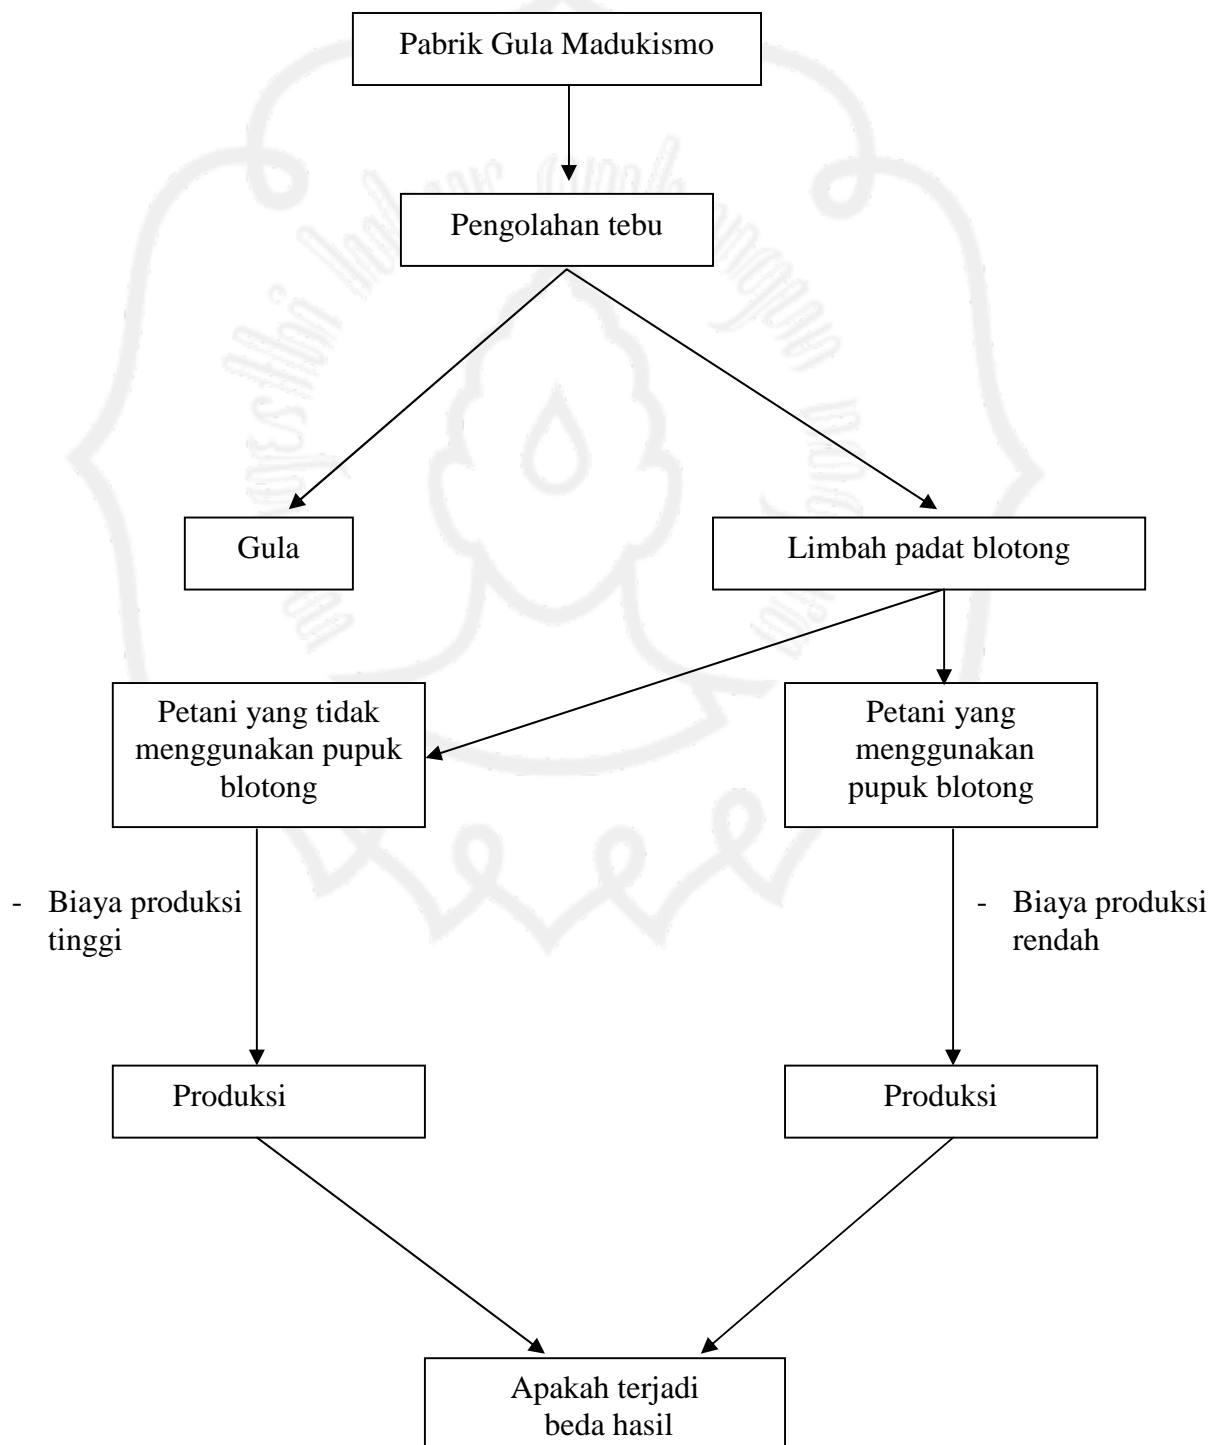 Pabrik Gula Madukismo
Pengolahan tebu
Gula
Limbah padat blotong
Petani yang tidak
menggunakan pupuk
blotong
Petani yang
menggunakan
pupuk blotong
- Biaya produksi
tinggi
- Biaya produksi
rendah
Produksi
Produksi
Apakah terjadi
beda hasil